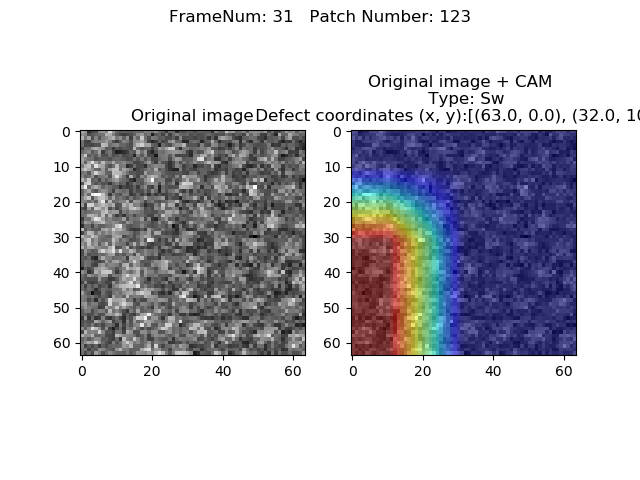 FrameNum: 31   Patch Number: 123
Original image + CAM
Type: Sw
Original image
Defect coordinates (x, y):[(63.0, 0.0), (32.0, 10
0
10
20
30
40
50
60
0 20 40 60
0
10
20
30
40
50
60
0 20 40 60